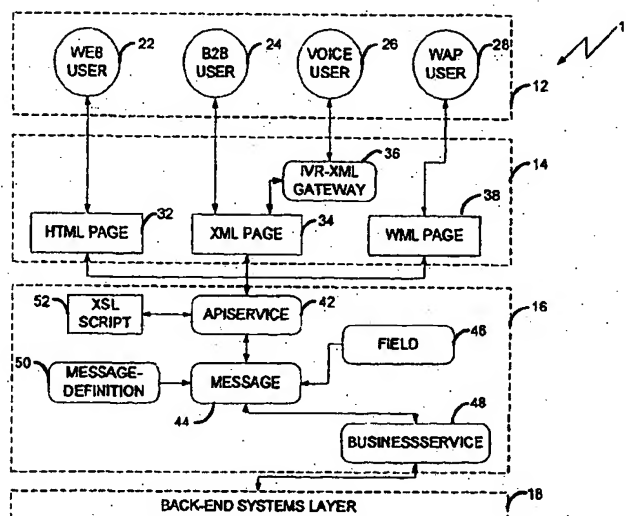 1
WEB USER
22
B2B USER
24
VOICE USER
26
WAP USER
28
12
36
IVR-XML GATEWAY
14
HTML PAGE
32
XML PAGE
34
WML PAGE
38
52
XSL SCRIPT
APISERVICE
42
16
FIELD
46
50
MESSAGE-DEFINITION
MESSAGE
44
48
BUSINESSSERVICE
BACK-END SYSTEMS LAYER
18